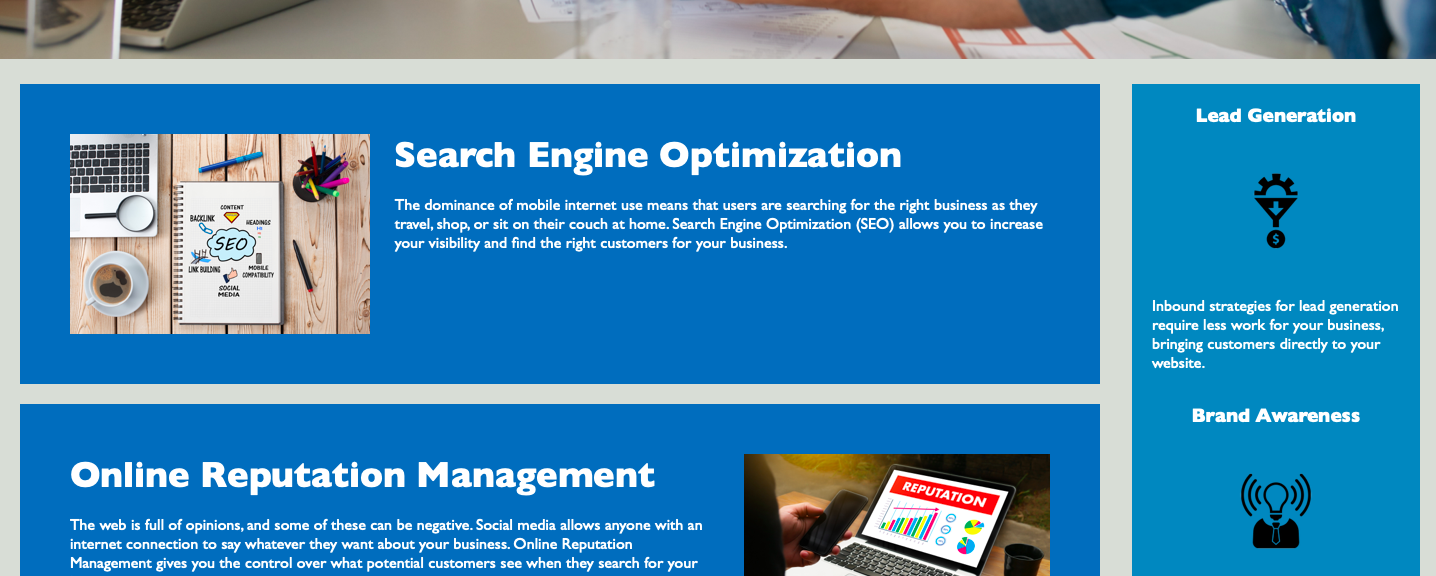 Search Engine Optimization
The dominance of mobile internet use means that users are searching for the right business as they
travel, shop, or sit on their couch at home. Search Engine Optimization (SEO) allows you to increase
your visibility and find the right customers for your business.
CONTENT
BACKLINK
HEADINGS
SEO
LINK BUILDING
MOBILE
COMPATIBILITY
SOCIAL
MEDIA
Online Reputation Management
The web is full of opinions, and some of these can be negative. Social media allows anyone with an
internet connection to say whatever they want about your business. Online Reputation
Management gives you the control over what potential customers see when they search for your
REPUTATION
Lead Generation
$
Inbound strategies for lead generation
require less work for your business,
bringing customers directly to your
website.
Brand Awareness